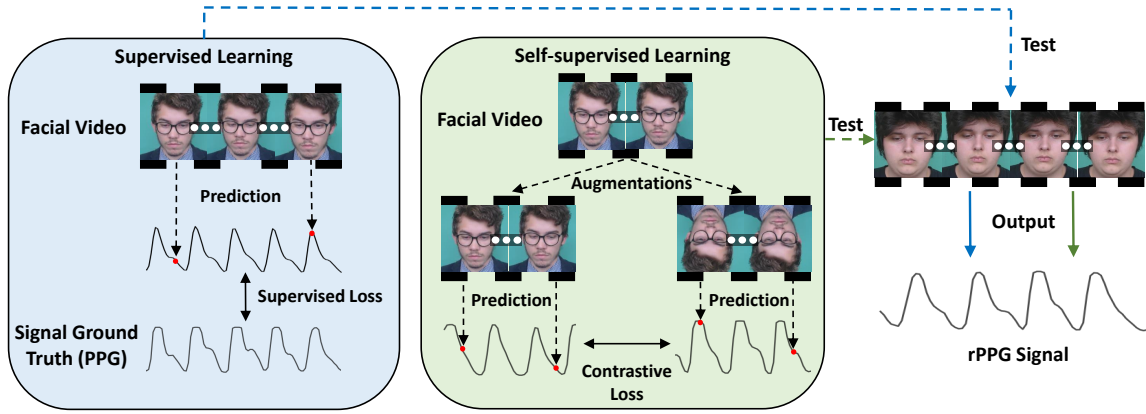 Supervised Learning
Facial Video
Prediction
Supervised Loss
Signal Ground
Truth (PPG)
Self-supervised Learning
Facial Video
Augmentations
Prediction
Prediction
Contrastive
Loss
Test
Test
Output
rPPG Signal